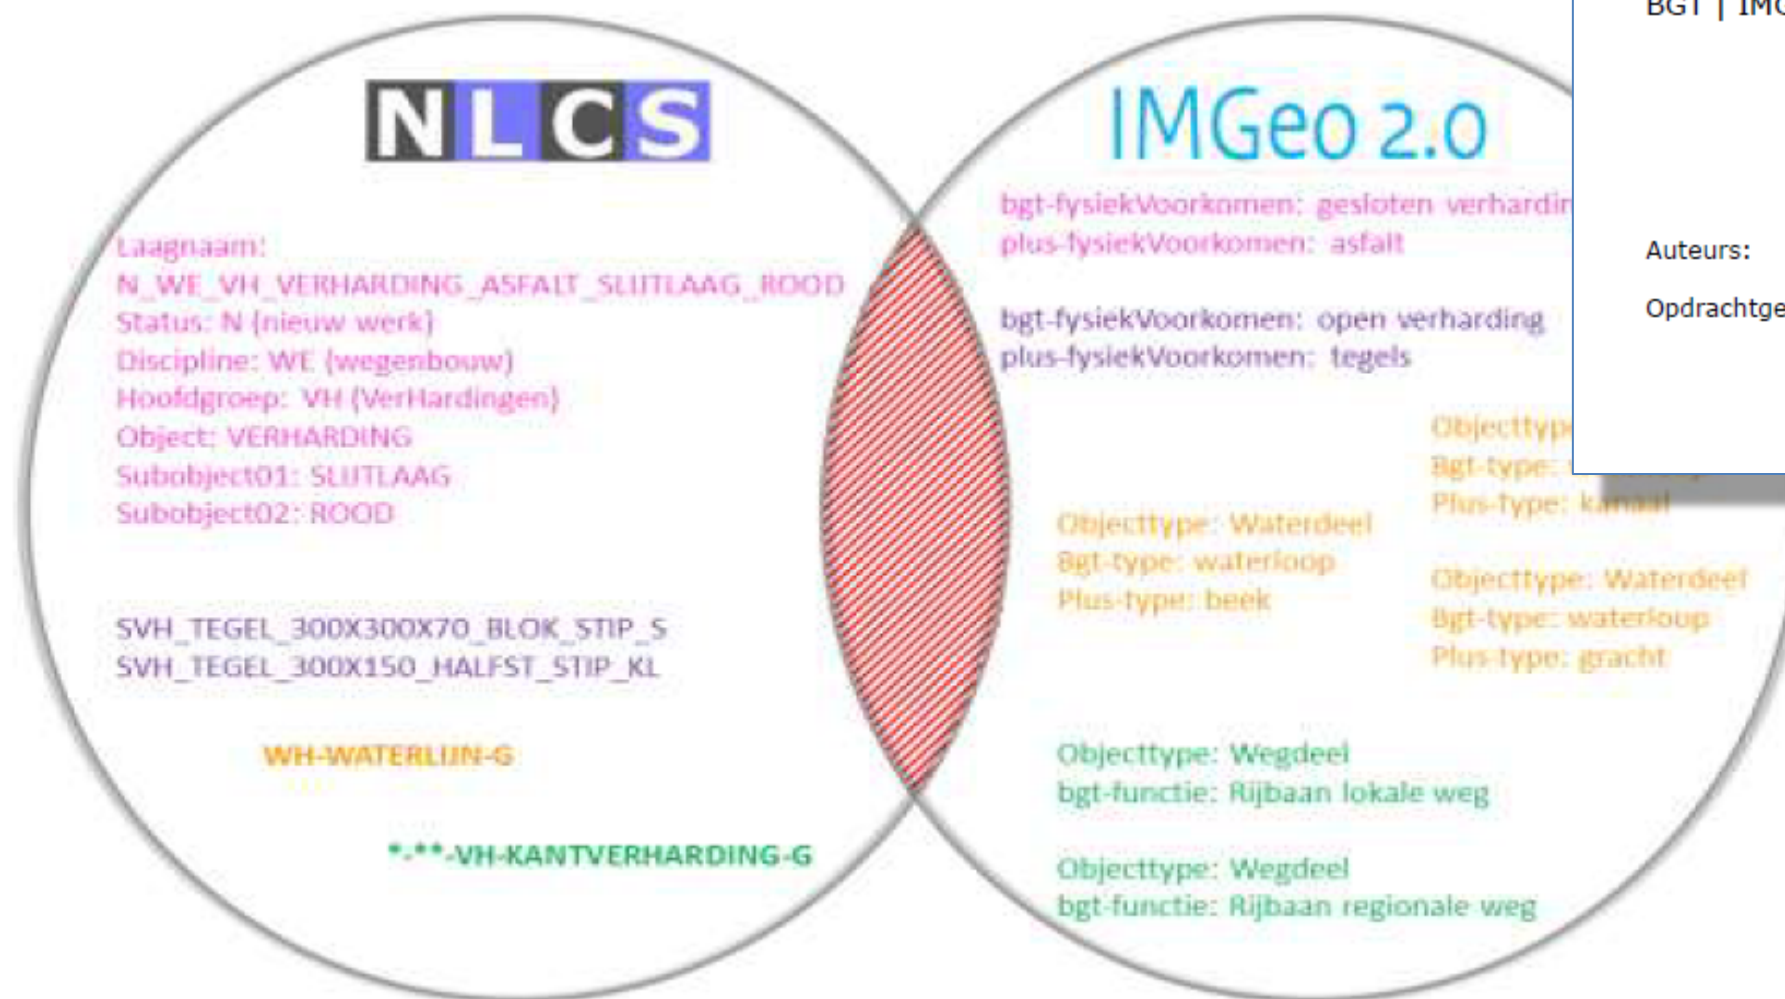 NLCS
Laagnaam:
N_WE_VH_VERHARDING_ASFALT_SLIJTLAAG_ROOD
Status: N (nieuw werk)
Discipline: WE (wegenbouw)
Hoofdgroep: VH (VerHardingen)
Object: VERHARDING
Subobject01: SLIJTLAAG
Subobject02: ROOD
SVH_TEGEL_300X300X70_BLOK_STIP_S
SVH_TEGEL_300X150_HALFST_STIP_KL
WH-WATERLIJN-G
*-**-VH-KANTVERHARDING-G
IMGeo 2.0
bgt-fysiekVoorkomen: gesloten verhardin
plus-fysiekVoorkomen: asfalt
bgt-fysiekVoorkomen: open verharding
plus-fysiekVoorkomen: tegels
Objecttype
Bgt-type:
Plus-type: kanaal
Objecttype: Waterdeel
Bgt-type: waterloop
Plus-type: beek
Objecttype: Waterdeel
Bgt-type: waterloop
Plus-type: gracht
Objecttype: Wegdeel
bgt-functie: Rijbaan lokale weg
Objecttype: Wegdeel
bgt-functie: Rijbaan regionale weg
BGT | IMG
Auteurs:
Opdrachtge